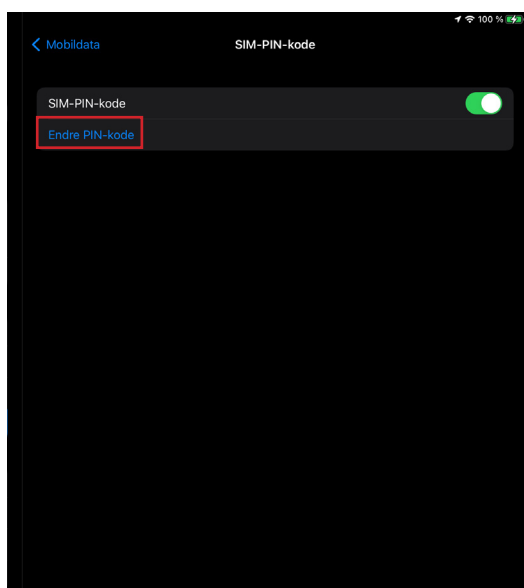 100 %
Mobildata
SIM-PIN-kode
SIM-PIN-kode
Endre PIN-kode